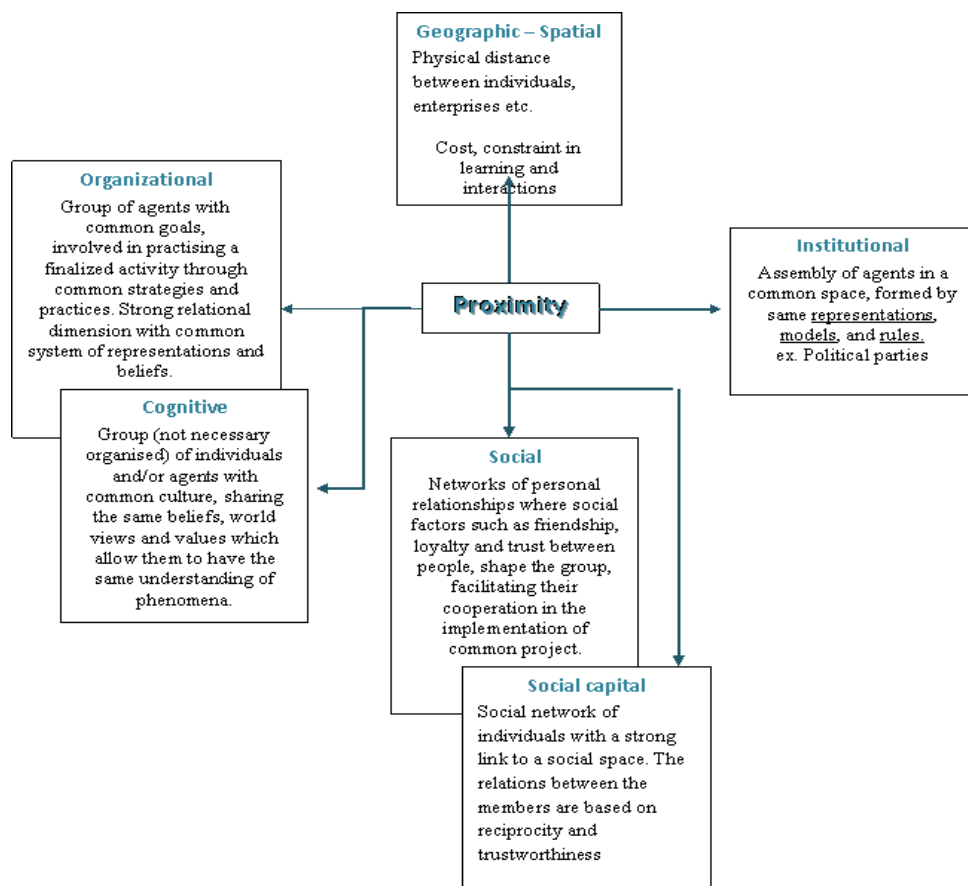 Geographic – Spatial
Physical distance
between individuals,
enterprises etc.
Cost, constraint in
learning and
interactions
Organizational
Group of agents with
common goals,
involved in practising a
finalized activity through
common strategies and
practices. Strong relational
dimension with common
system of representations and
beliefs.
Institutional
Assembly of agents in a
common space, formed by
same representations,
models, and rules.
ex. Political parties
Proximity
Cognitive
Group (not necessary
organised) of individuals
and/or agents with
common culture, sharing
the same beliefs, world
views and values which
allow them to have the
same understanding of
phenomena.
Social
Networks of personal
relationships where social
factors such as friendship,
loyalty and trust between
people, shape the group,
facilitating their
cooperation in the
implementation of
common project.
Social capital
Social network of
individuals with a strong
link to a social space. The
relations between the
members are based on
reciprocity and
trustworthiness